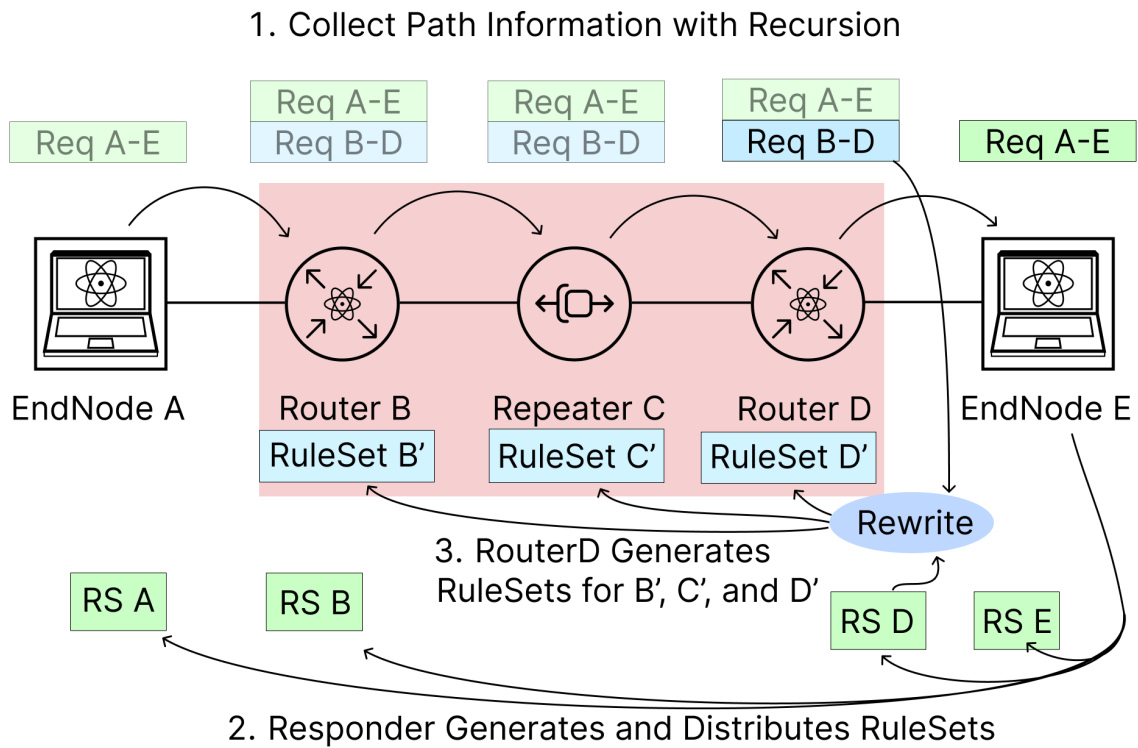 1. Collect Path Information with Recursion
Req A-E
Req A-E
Req B-D
Req A-E
Req B-D
Req A-E
Req B-D
Req A-E
EndNode A
Router B
Repeater C
Router D
EndNode E
RuleSet B’
RuleSet C’
RuleSet D’
Rewrite
3. RouterD Generates
RuleSets for B’, C’, and D’
RS A
RS B
RS D
RS E
2. Responder Generates and Distributes RuleSets